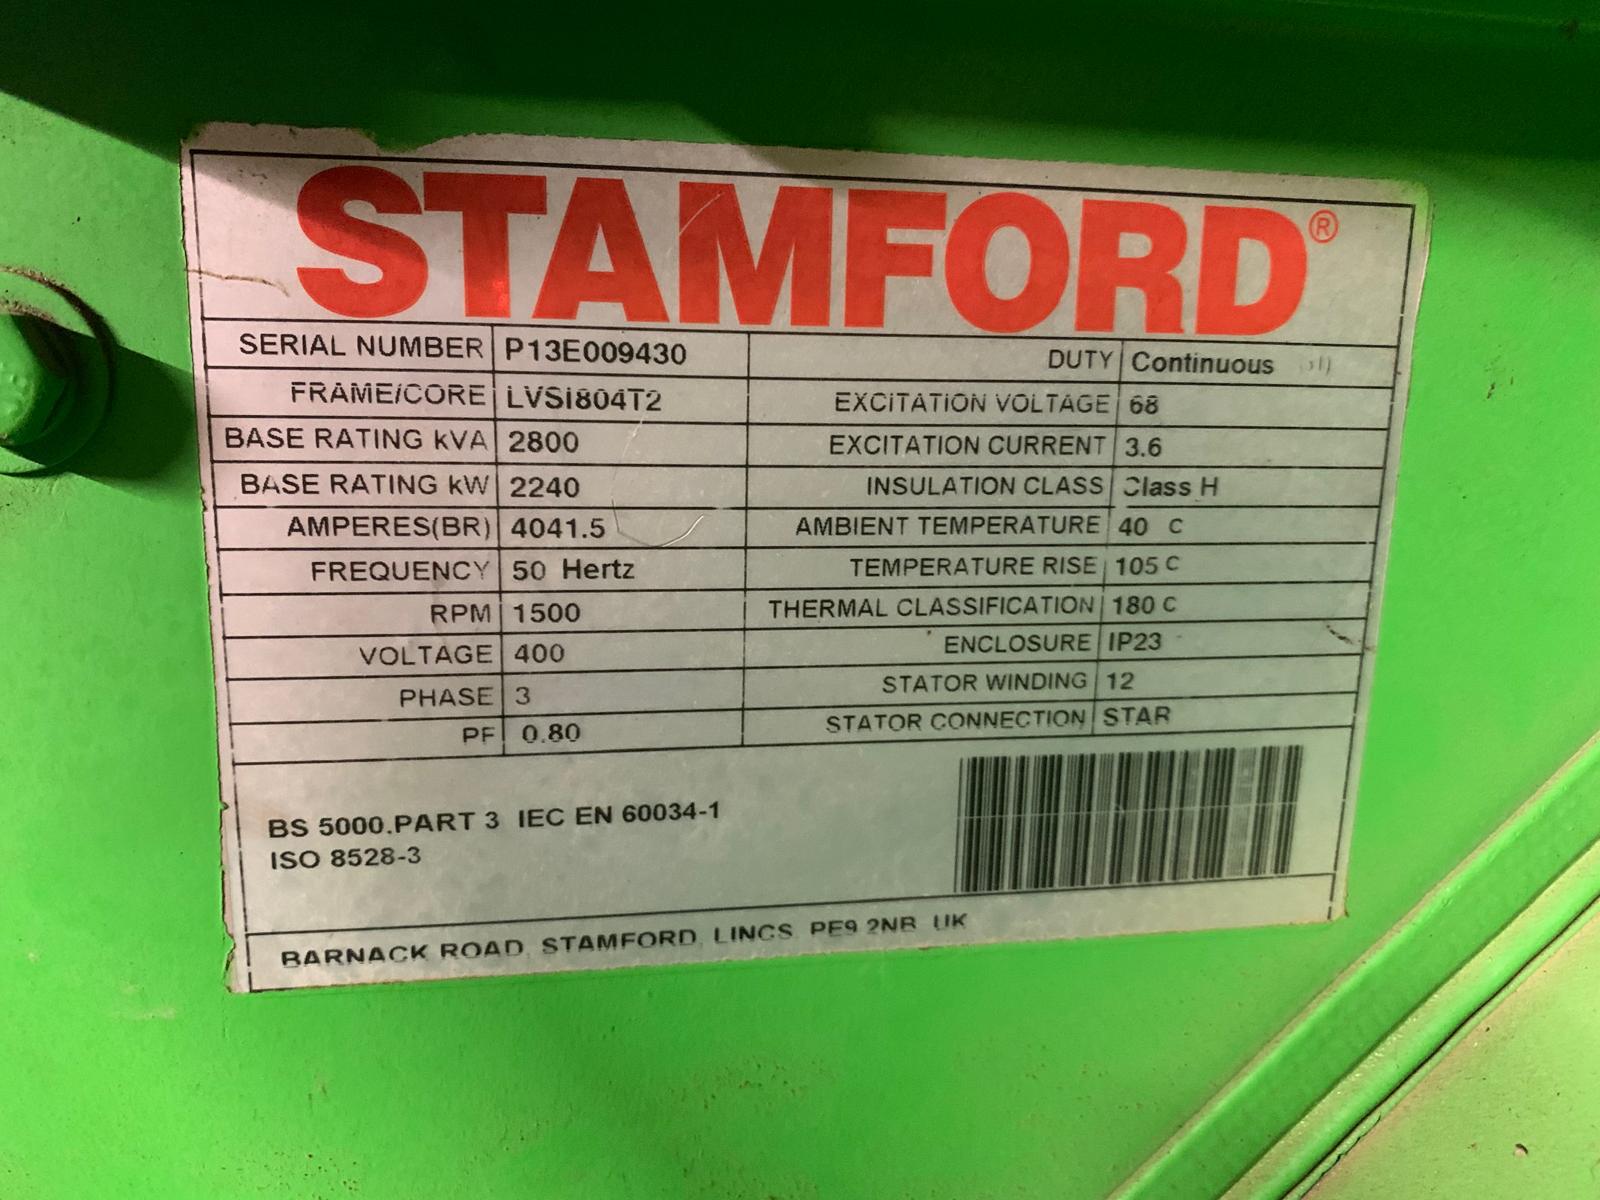 STAMFORD®
SERIAL NUMBER P13E009430 DUTY Continuous
FRAME/CORE LVSI804T2 EXCITATION VOLTAGE 68
BASE RATING kVA 2800 EXCITATION CURRENT 3.6
BASE RATING kW 2240 INSULATION CLASS Class H
AMPERES(BR) 4041.5 AMBIENT TEMPERATURE 40 C
FREQUENCY 50 Hertz TEMPERATURE RISE 105 C
RPM 1500 THERMAL CLASSIFICATION 180 C
VOLTAGE 400 ENCLOSURE IP23
PHASE 3 STATOR WINDING 12
PF 0.80 STATOR CONNECTION STAR
BS 5000.PART 3 IEC EN 60034-1
ISO 8528-3
BARNACK ROAD, STAMFORD, LINCS PE9 2NB UK